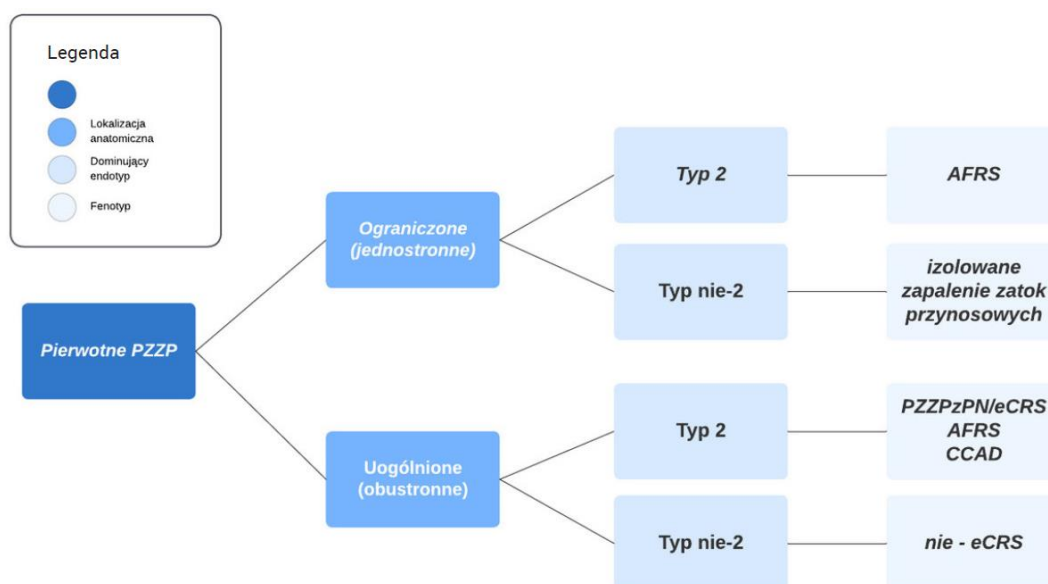 Legenda
Lokalizacja
anatomiczna
Dominujący
endotyp
Fenotyp
Pierwotne PZZP
Ograniczone
(jednostronne)
Typ 2
AFRS
Typ nie-2
izolowane
zapalenie zatok
przynosowych
Uogólnione
(obustronne)
Typ 2
PZZPzPN/eCRS
AFRS
CCAD
Typ nie-2
nie - eCRS